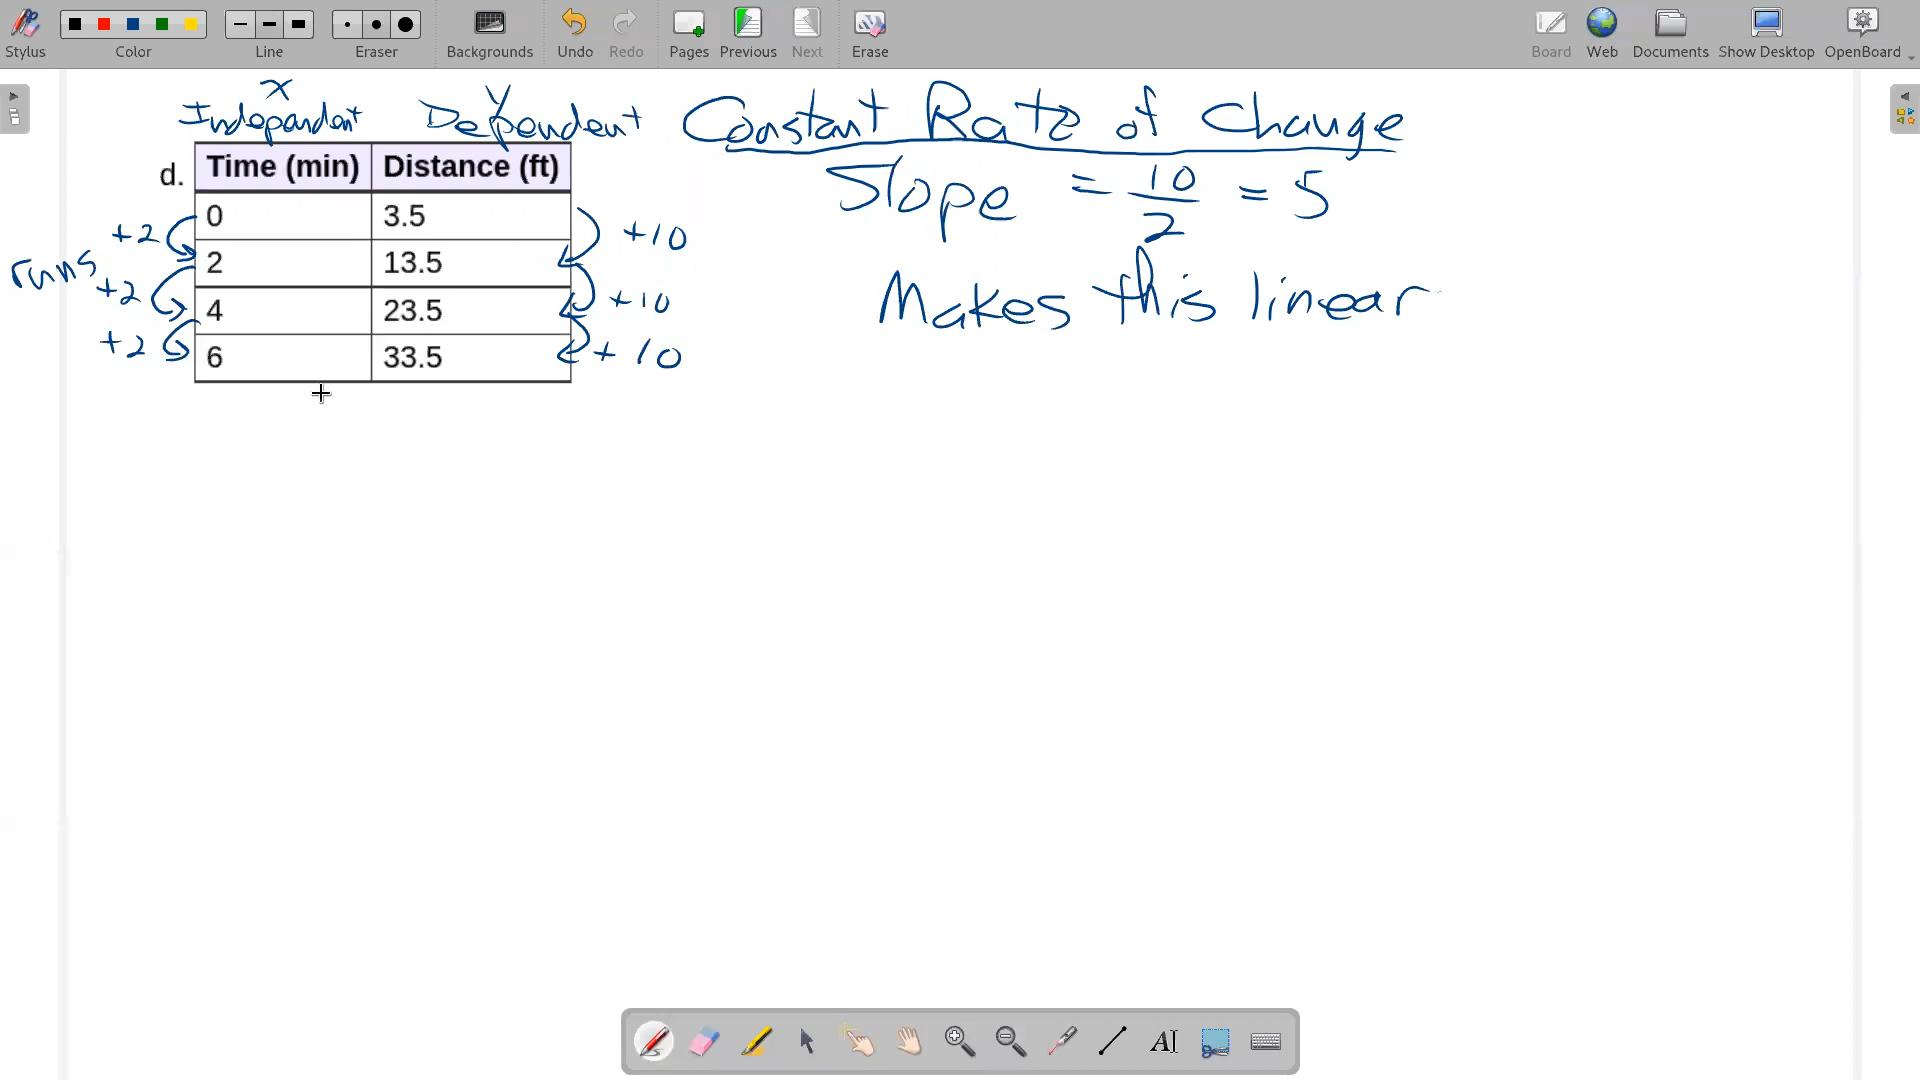 Stylus Color Line Eraser Backgrounds Undo Redo Pages Previous Next Erase Board Web Documents Show Desktop OpenBoard
x y
Independent Dependent Constant Rate of Change
d. Time (min) Distance (ft)
Slope = 10/2 = 5
0 3.5
+2 +10
2 13.5
runs +2 +10
Makes this linear
4 23.5
+2 + 10
6 33.5
AI